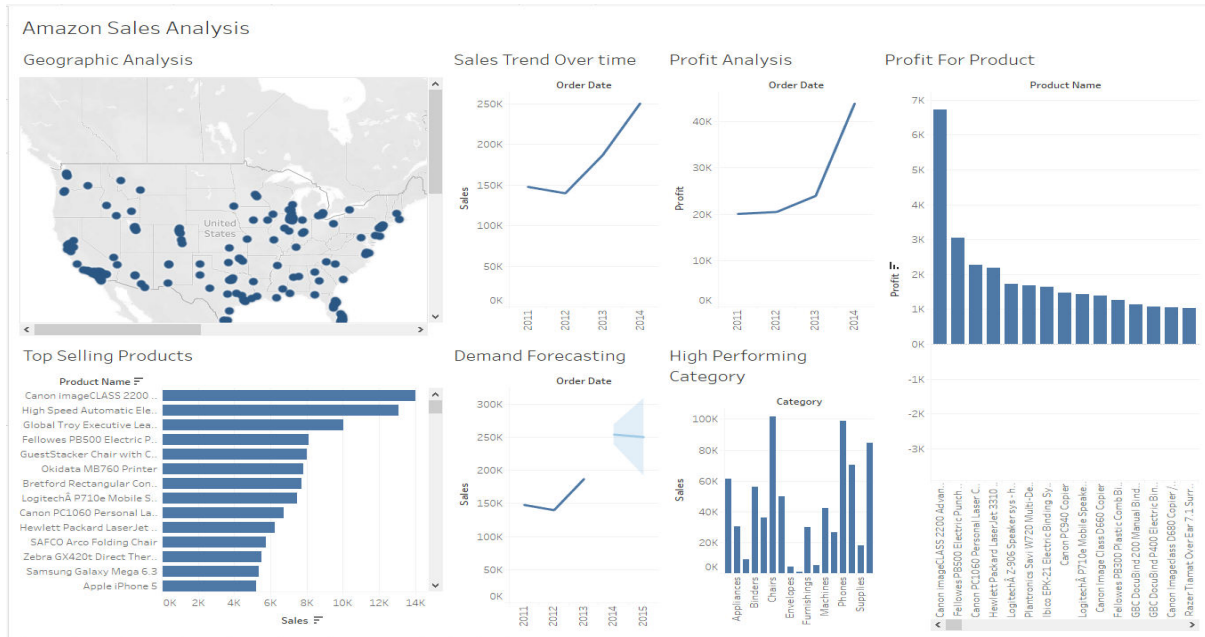 Amazon Sales Analysis
Geographic Analysis
United
States
Sales Trend Over time
Order Date
Sales
250K
200K
150K
100K
50K
0K
2011
2012
2013
2014
Profit Analysis
Order Date
Profit
40K
30K
20K
10K
0K
2011
2012
2013
2014
Profit For Product
Product Name
Profit
7K
6K
5K
4K
3K
2K
1K
0K
-1K
-2K
-3K
Canon imageCLASS 2200 Advan..
Fellowes PB500 Electric Punch ..
Canon PC1060 Personal Laser C..
Hewlett Packard LaserJet 3310 ..
LogitechÂ Z-906 Speaker sys - h..
Plantronics Savi W720 Multi-De..
Ibico EPK-21 Electric Binding Sy..
Canon PC940 Copier
LogitechÂ P710e Mobile Speake..
Canon Image Class D660 Copier
Fellowes PB300 Plastic Comb Bi..
GBC DocuBind 200 Manual Bind..
GBC DocuBind P400 Electric Bin..
Canon Imageclass D680 Copier /..
Razer Tiamat Over Ear 7.1 Surr..
Top Selling Products
Product Name
Canon imageCLASS 2200 ..
High Speed Automatic Ele..
Global Troy Executive Lea..
Fellowes PB500 Electric P..
GuestStacker Chair with C..
Okidata MB760 Printer
Bretford Rectangular Con..
LogitechÂ P710e Mobile S..
Canon PC1060 Personal La..
Hewlett Packard LaserJet ..
SAFCO Arco Folding Chair
Zebra GX420t Direct Ther..
Samsung Galaxy Mega 6.3
Apple iPhone 5
0K 2K 4K 6K 8K 10K 12K 14K
Sales
Demand Forecasting
Order Date
Sales
300K
250K
200K
150K
100K
50K
0K
2011
2012
2013
2014
2015
High Performing
Category
Category
Sales
100K
80K
60K
40K
20K
0K
Appliances
Binders
Chairs
Envelopes
Furnishings
Machines
Phones
Supplies